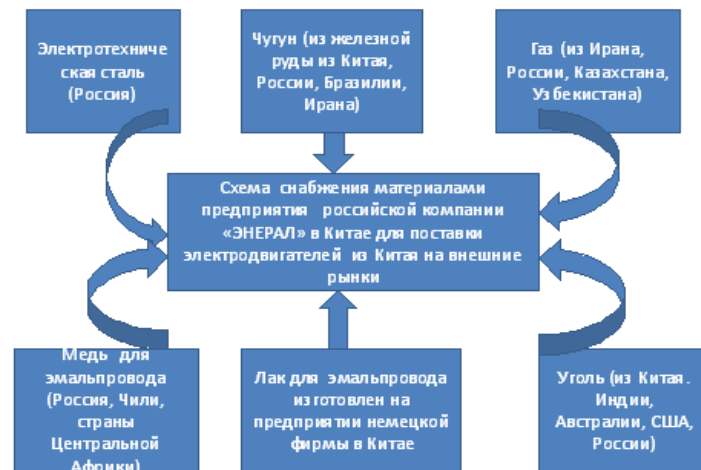 Электротехниче
ская сталь
(Россия)
Чугун (из железной
руды из Китая,
России, Бразилии,
Ирана)
Газ (из Ирана,
России, Казахстана,
Узбекистана)
Схема снабжения материалами
предприятия российской компании
«ЭНЕРАЛ» в Китае для поставки
электродвигателей из Китая на внешние
рынки
Медь для
эмальпровода
(Россия, Чили,
страны
Центральной
Африки)
Лак для эмальпровода
изготовлен на
предприятии немецкой
фирмы в Китае
Уголь (из Китая.
Индии,
Австралии, США,
России)